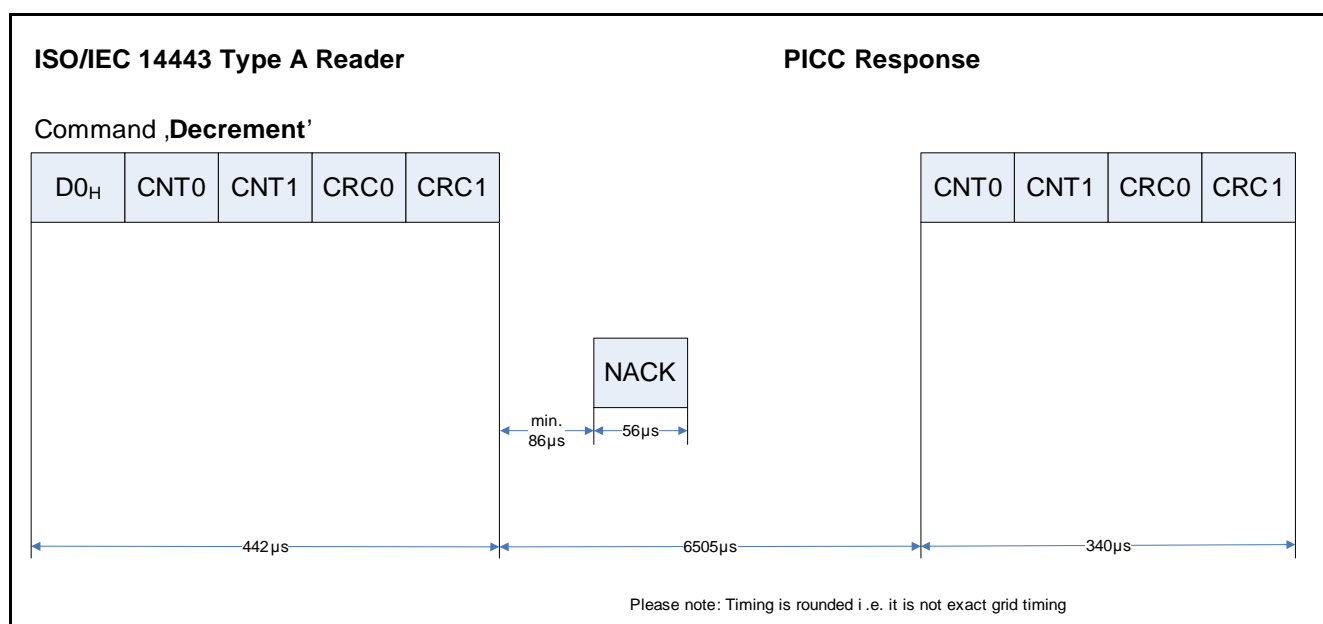 ISO/IEC 14443 Type A Reader
PICC Response
Command ‚Decrement’
D0H CNT0 CNT1 CRC0 CRC1
CNT0 CNT1 CRC0 CRC1
NACK
min.
86µs
56µs
442µs
6505µs
340µs
Please note: Timing is rounded i .e. it is not exact grid timing